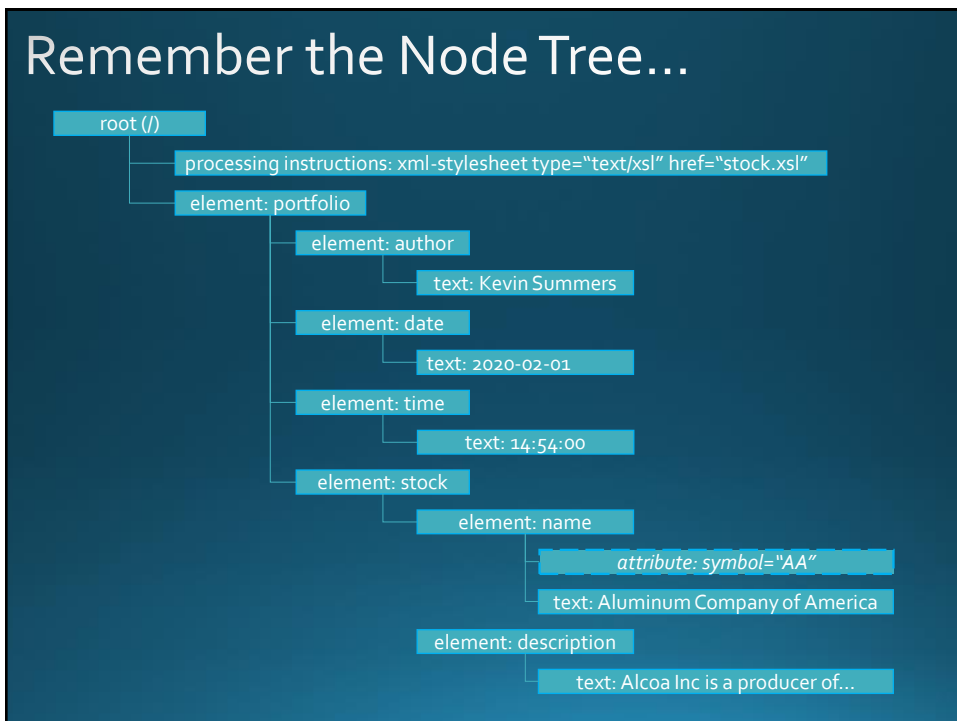 Remember the Node Tree...
root (/)
processing instructions: xml-stylesheet type=“text/xsl” href=“stock.xsl”
element: portfolio
element: author
text: Kevin Summers
element: date
text: 2020-02-01
element: time
text: 14:54:00
element: stock
element: name
attribute: symbol=“AA”
text: Aluminum Company of America
element: description
text: Alcoa Inc is a producer of...